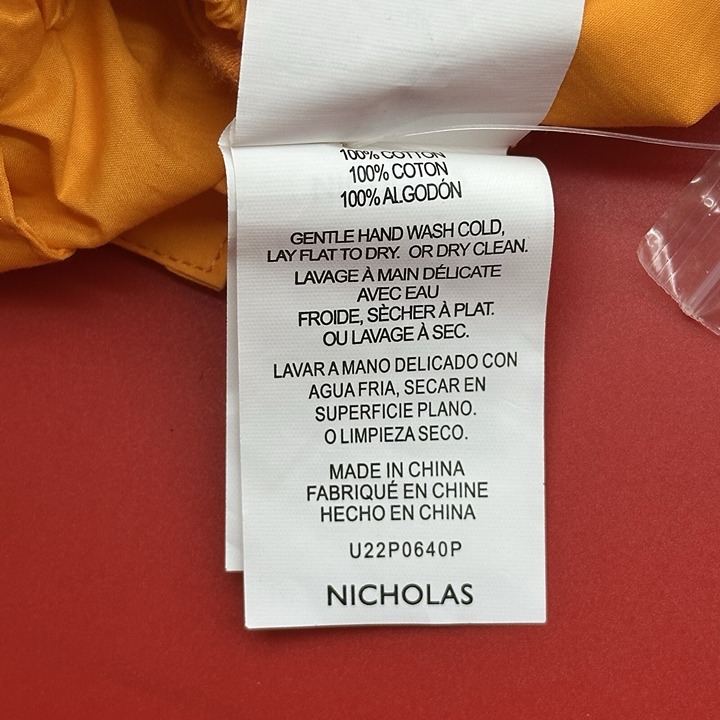 100% COTTON
100% COTON
100% ALGODÓN
GENTLE HAND WASH COLD,
LAY FLAT TO DRY. OR DRY CLEAN.
LAVAGE À MAIN DÉLICATE
AVEC EAU
FROIDE, SÈCHER À PLAT.
OU LAVAGE À SEC.
LAVAR A MANO DELICADO CON
AGUA FRIA, SECAR EN
SUPERFICIE PLANO.
O LIMPIEZA SECO.
MADE IN CHINA
FABRIQUÉ EN CHINE
HECHO EN CHINA
U22P0640P
NICHOLAS